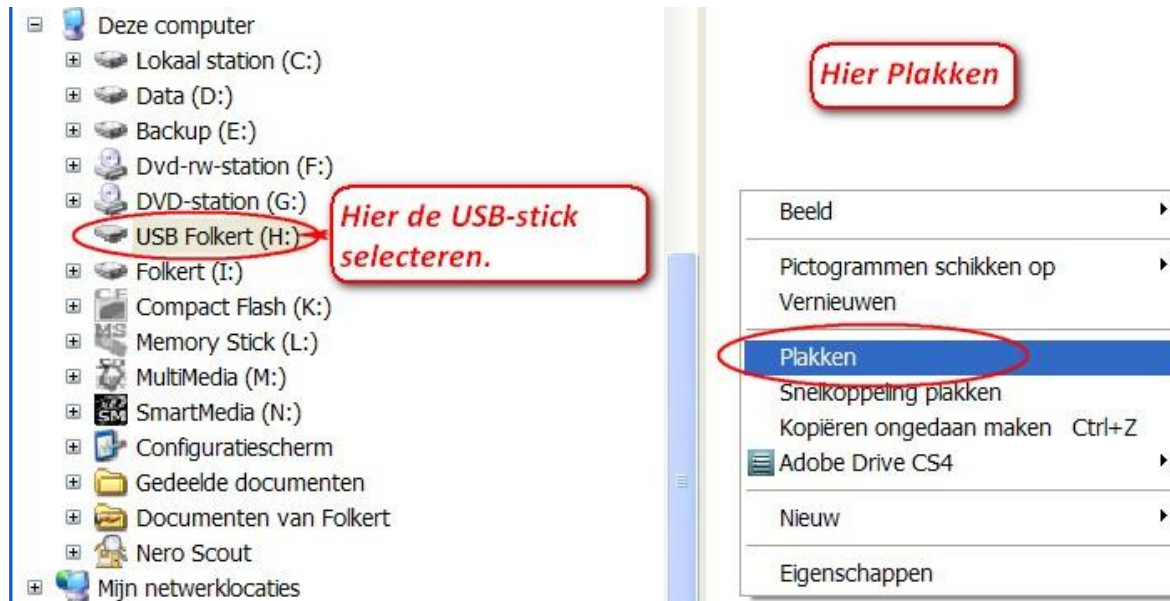 Deze computer
Lokaal station (C:)
Data (D:)
Backup (E:)
Dvd-rw-station (F:)
DVD-station (G:)
USB Folkert (H:)
Folkert (I:)
Compact Flash (K:)
Memory Stick (L:)
MultiMedia (M:)
SmartMedia (N:)
Configuratiescherm
Gedeelde documenten
Documenten van Folkert
Nero Scout
Mijn netwerklocaties
Hier de USB-stick
selecteren.
Hier Plakken
Beeld
Pictogrammen schikken op
Vernieuwen
Plakken
Snelkoppeling plakken
Kopiëren ongedaan maken Ctrl+Z
Adobe Drive CS4
Nieuw
Eigenschappen